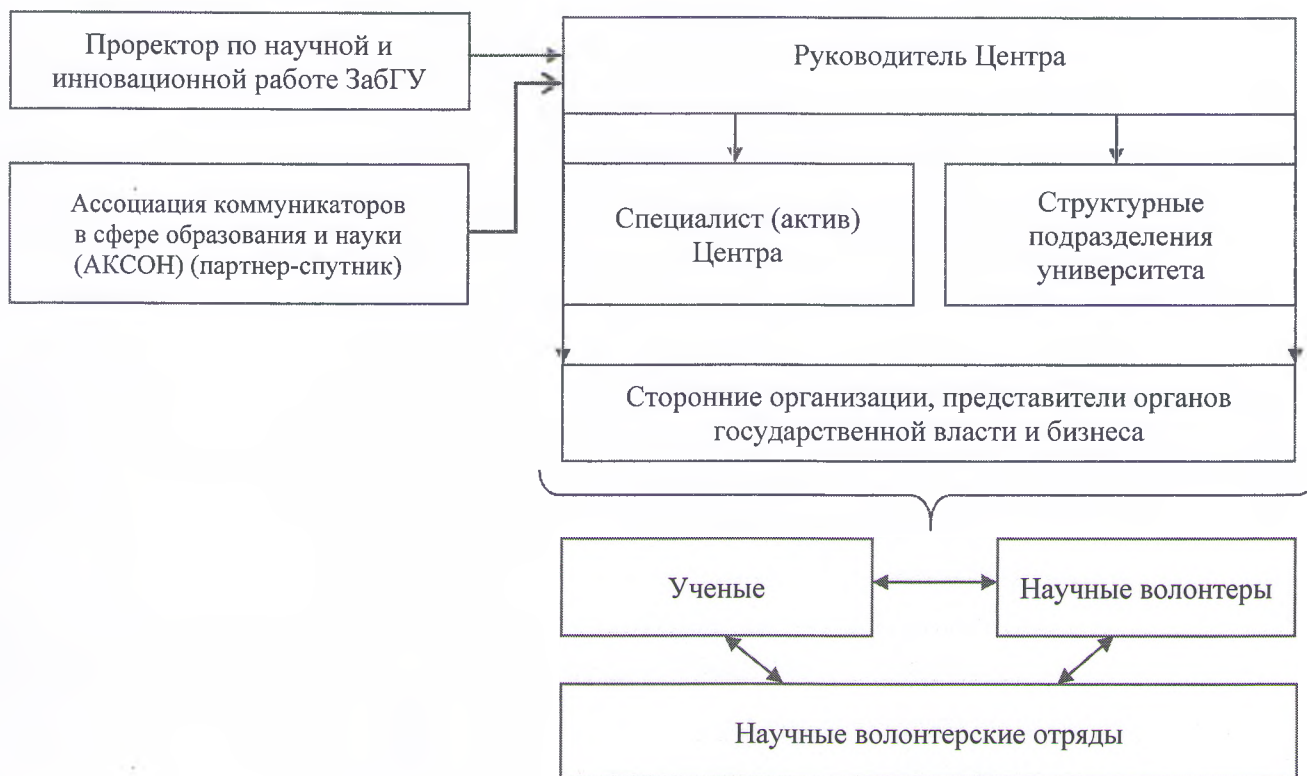 Проректор по научной и
инновационной работе ЗабГУ
Руководитель Центра
Ассоциация коммуникаторов
в сфере образования и науки
(АКСОН) (партнер-спутник)
Специалист (актив)
Центра
Структурные
подразделения
университета
Сторонние организации, представители органов
государственной власти и бизнеса
Ученые
Научные волонтеры
Научные волонтерские отряды